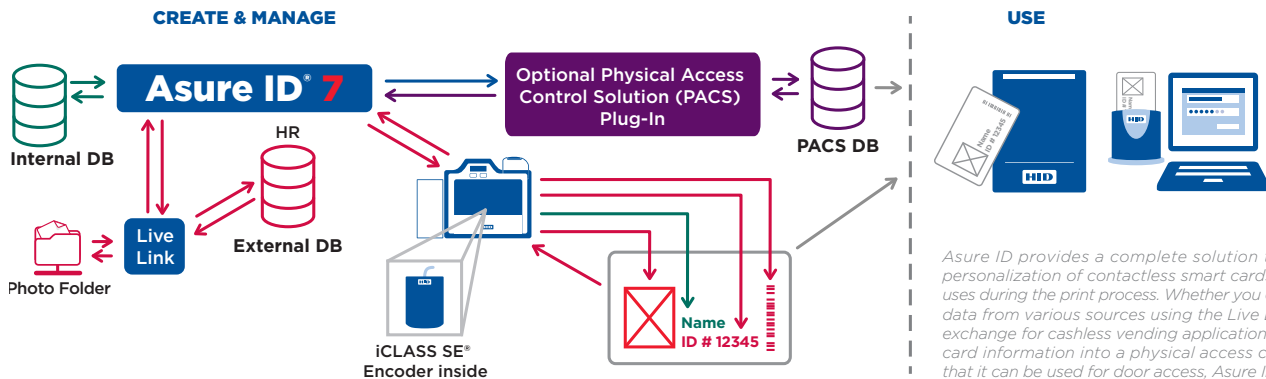 CREATE & MANAGE
USE
Asure ID® 7
Optional Physical Access
Control Solution (PACS)
Plug-In
Internal DB
PACS DB
HR
External DB
Live
Link
Photo Folder
HID
iCLASS SE®
Encoder inside
Name
ID # 12345
Name
ID # 12345
HID
Name
ID #
HID
Asure ID provides a complete solution
personalization of contactless smart cards
uses during the print process. Whether you
data from various sources using the Live
exchange for cashless vending application
card information into a physical access
that it can be used for door access, Asure